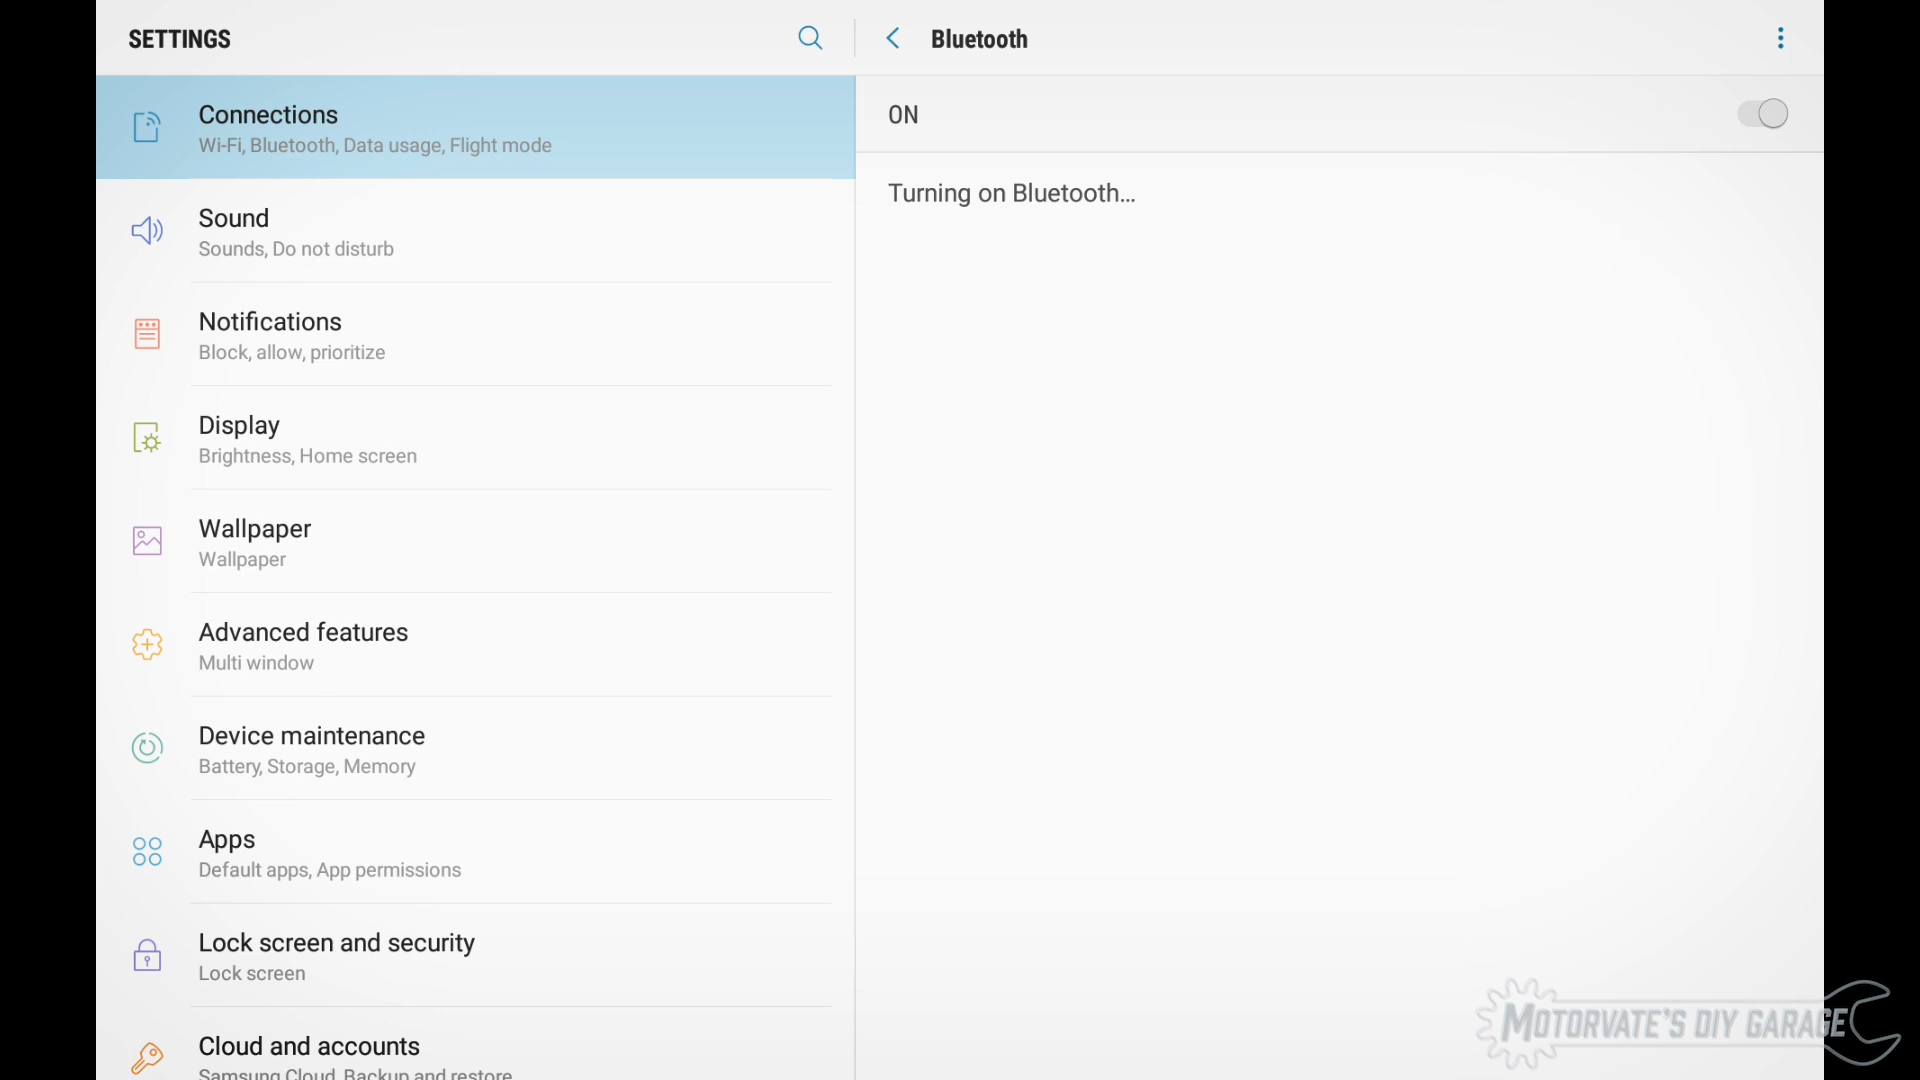 SETTINGS
Connections
Wi-Fi, Bluetooth, Data usage, Flight mode
Sound
Sounds, Do not disturb
Notifications
Block, allow, prioritize
Display
Brightness, Home screen
Wallpaper
Wallpaper
Advanced features
Multi window
Device maintenance
Battery, Storage, Memory
Apps
Default apps, App permissions
Lock screen and security
Lock screen
Cloud and accounts
Samsung Cloud, Backup and restore
Bluetooth
ON
Turning on Bluetooth...
MOTORVATE'S DIY GARAGE